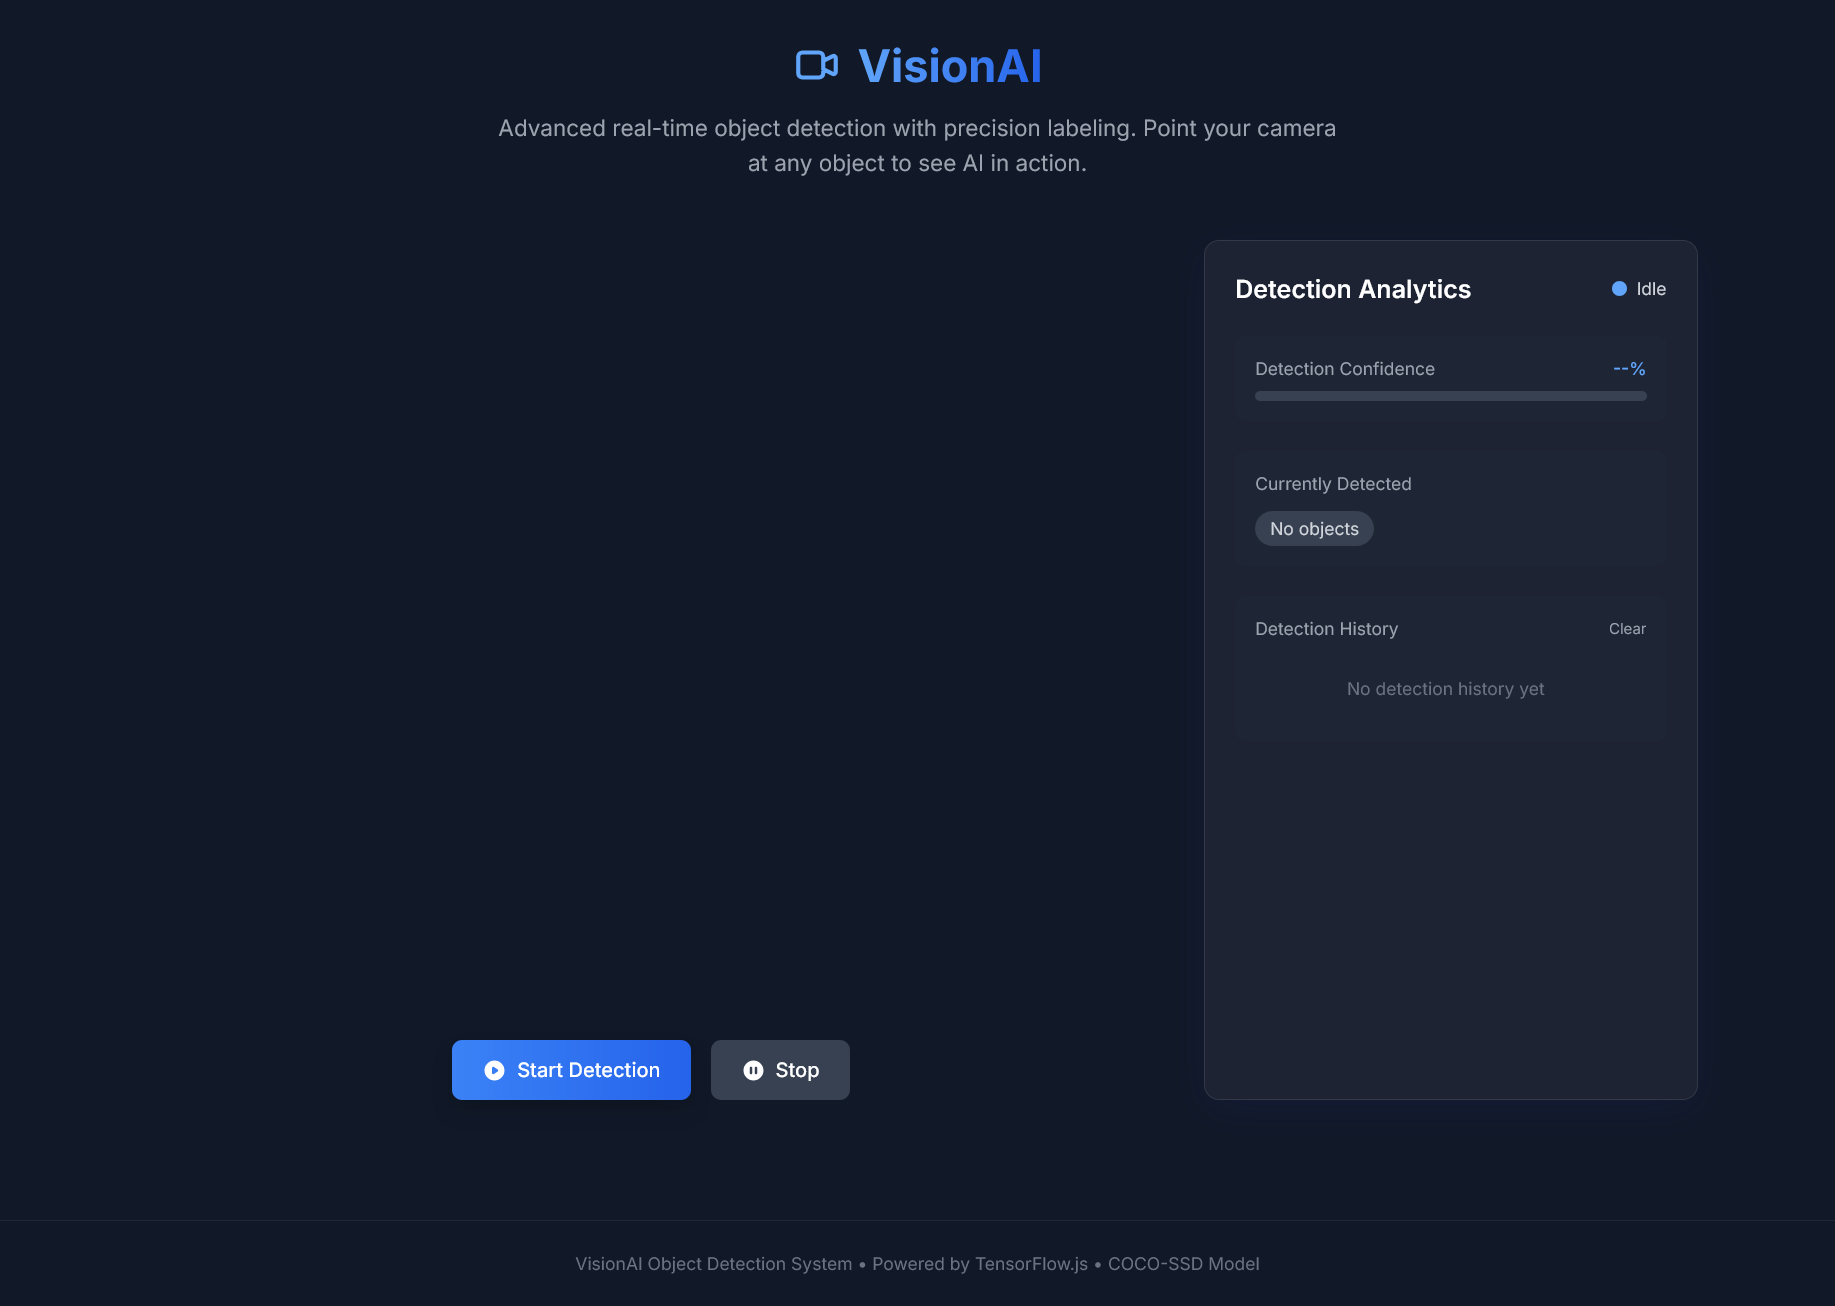 VisionAI
Advanced real-time object detection with precision labeling. Point your camera
at any object to see AI in action.
Detection Analytics
Idle
Detection Confidence
--%
Currently Detected
No objects
Detection History
Clear
No detection history yet
Start Detection
Stop
VisionAI Object Detection System • Powered by TensorFlow.js • COCO-SSD Model